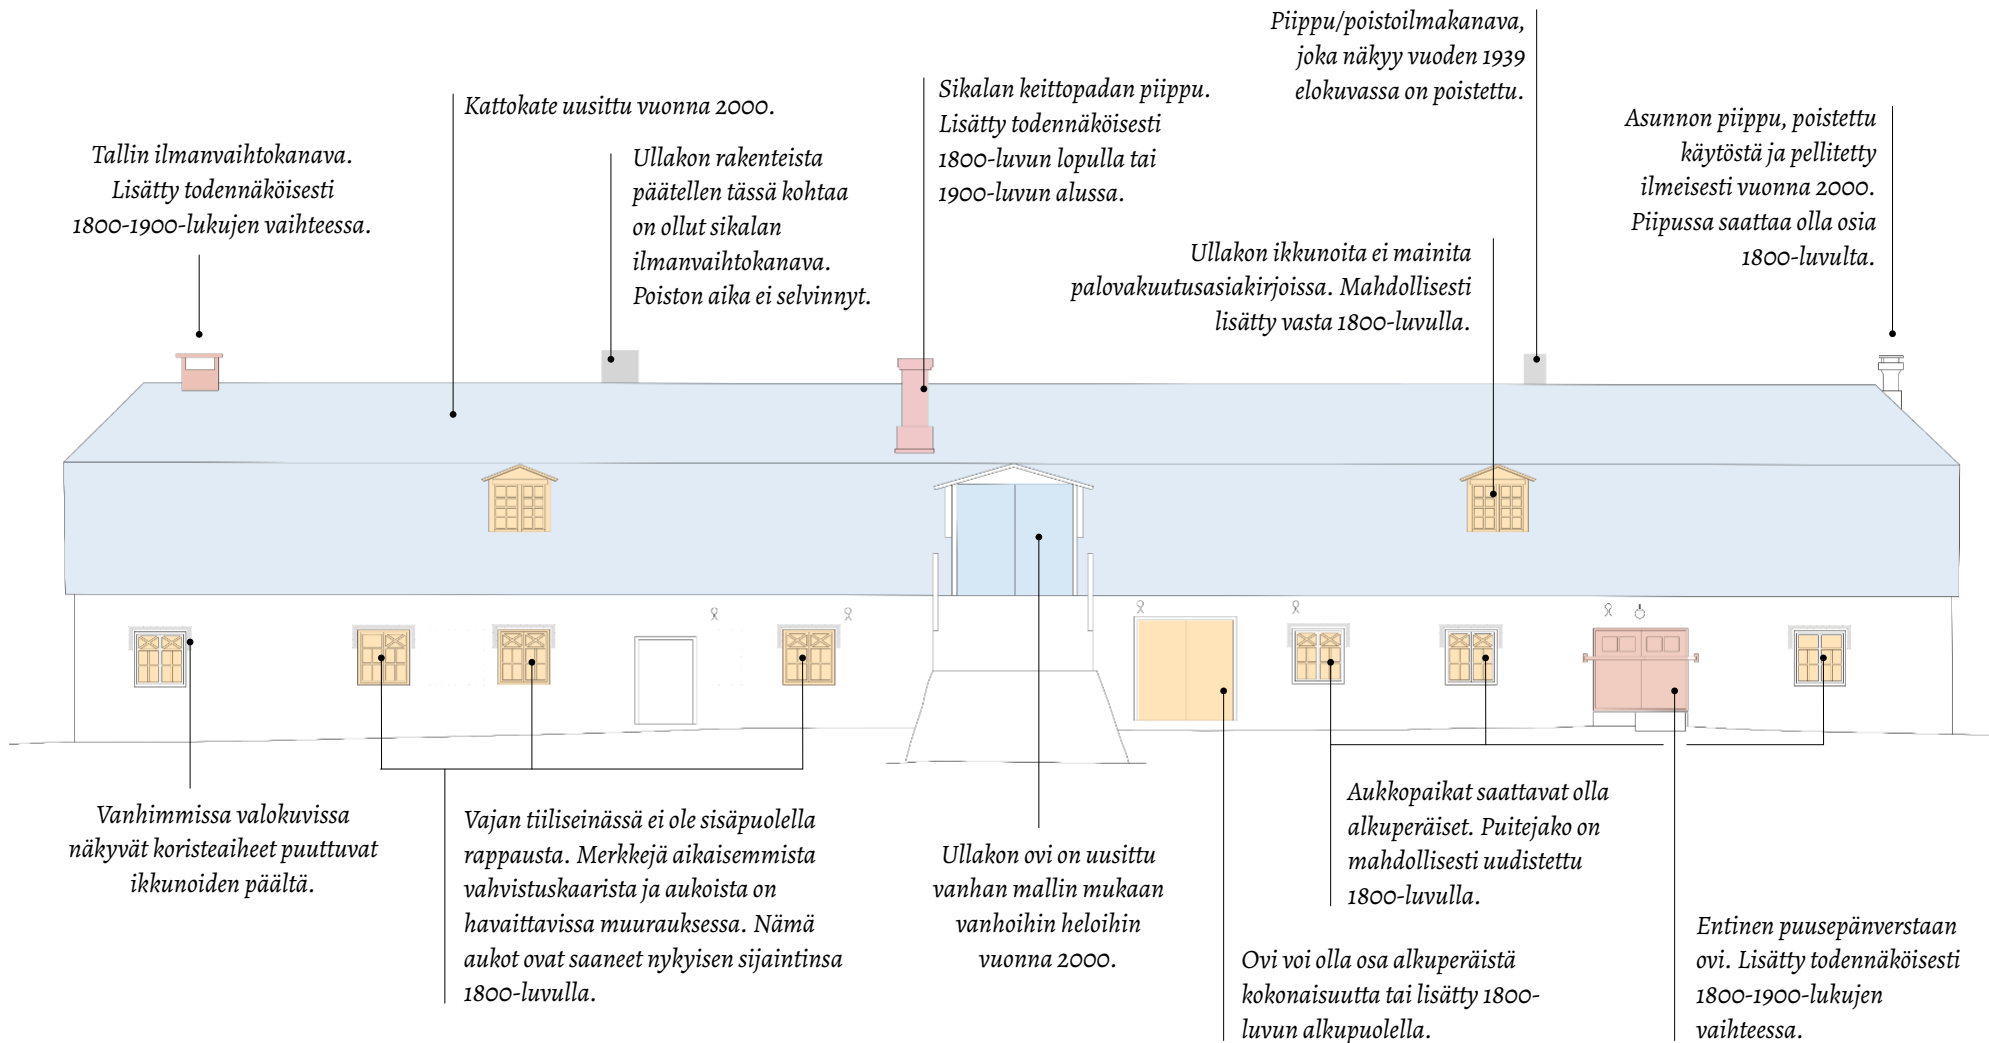 Piippu/poistoilmakanava,
joka näkyy vuoden 1939
elokuvassa on poistettu.
Kattokate uusittu vuonna 2000.
Sikalan keittopadan piippu.
Lisätty todennäköisesti
1800-luvun lopulla tai
1900-luvun alussa.
Asunnon piippu, poistettu
käytöstä ja pellitetty
ilmeisesti vuonna 2000.
Piipussa saattaa olla osia
1800-luvulta.
Tallin ilmanvaihtokanava.
Lisätty todennäköisesti
1800-1900-lukujen vaihteessa.
Ullakon rakenteista
päätellen tässä kohtaa
on ollut sikalan
ilmanvaihtokanava.
Poiston aika ei selvinnyt.
Ullakon ikkunoita ei mainita
palovakuutusasiakirjoissa. Mahdollisesti
lisätty vasta 1800-luvulla.
Vanhimmissa valokuvissa
näkyvät koristeaiheet puuttuvat
ikkunoiden päältä.
Vajan tiiliseinässä ei ole sisäpuolella
rappausta. Merkkejä aikaisemmista
vahvistuskaarista ja aukoista on
havaittavissa muurauksessa. Nämä
aukot ovat saaneet nykyisen sijaintinsa
1800-luvulla.
Ullakon ovi on uusittu
vanhan mallin mukaan
vanhoihin heloihin
vuonna 2000.
Aukkopaikat saattavat olla
alkuperäiset. Puitejako on
mahdollisesti uudistettu
1800-luvulla.
Ovi voi olla osa alkuperäistä
kokonaisuutta tai lisätty 1800-
luvun alkupuolella.
Entinen puusepänverstaan
ovi. Lisätty todennäköisesti
1800-1900-lukujen
vaihteessa.